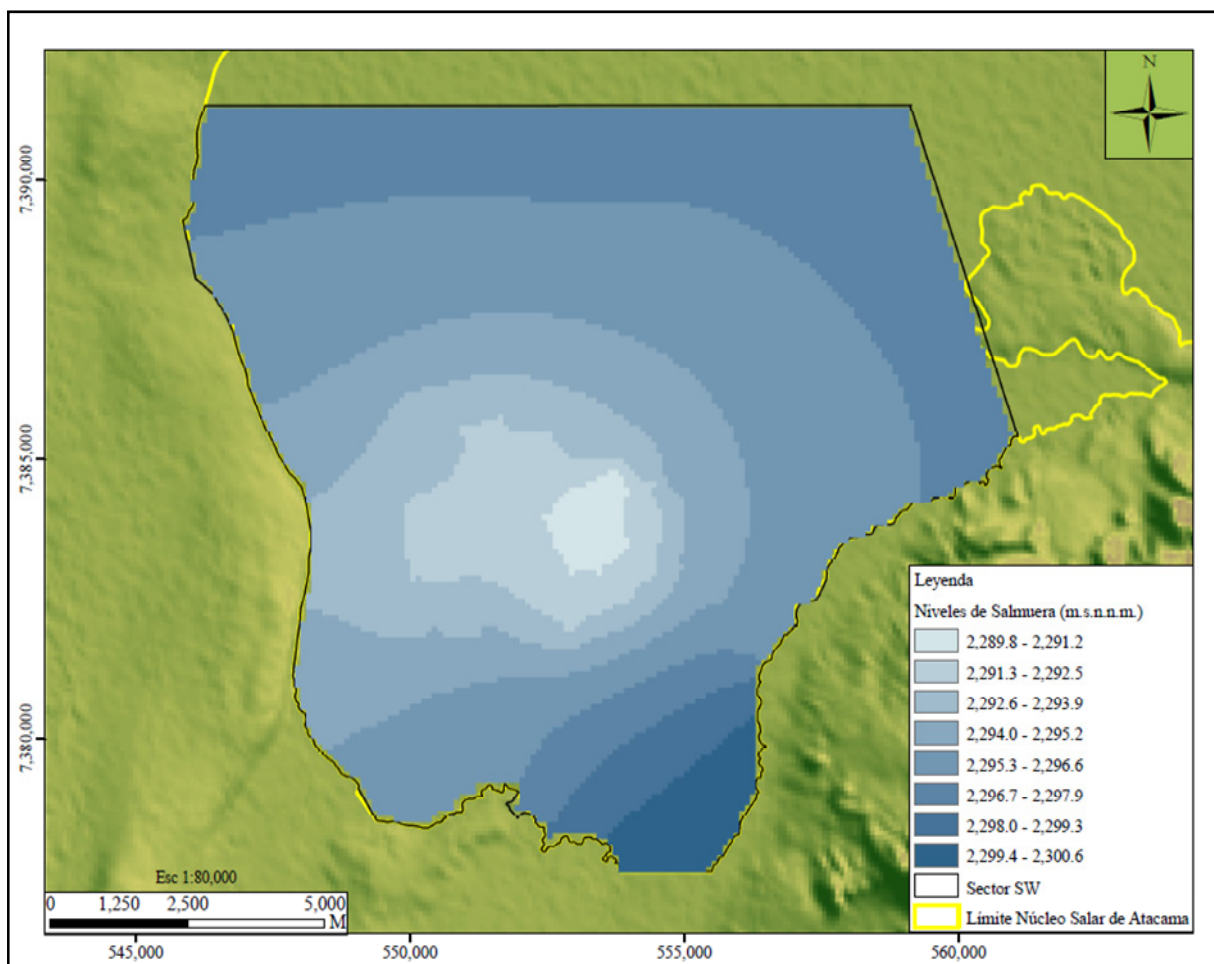 N
7,390,000
7,385,000
7,380,000
Leyenda
Niveles de Salmuera (m.s.n.n.m.)
2,289.8 - 2,291.2
2,291.3 - 2,292.5
2,292.6 - 2,293.9
2,294.0 - 2,295.2
2,295.3 - 2,296.6
2,296.7 - 2,297.9
2,298.0 - 2,299.3
2,299.4 - 2,300.6
Sector SW
Límite Núcleo Salar de Atacama
Esc 1:80,000
0 1,250 2,500 5,000
M
545,000 550,000 555,000 560,000